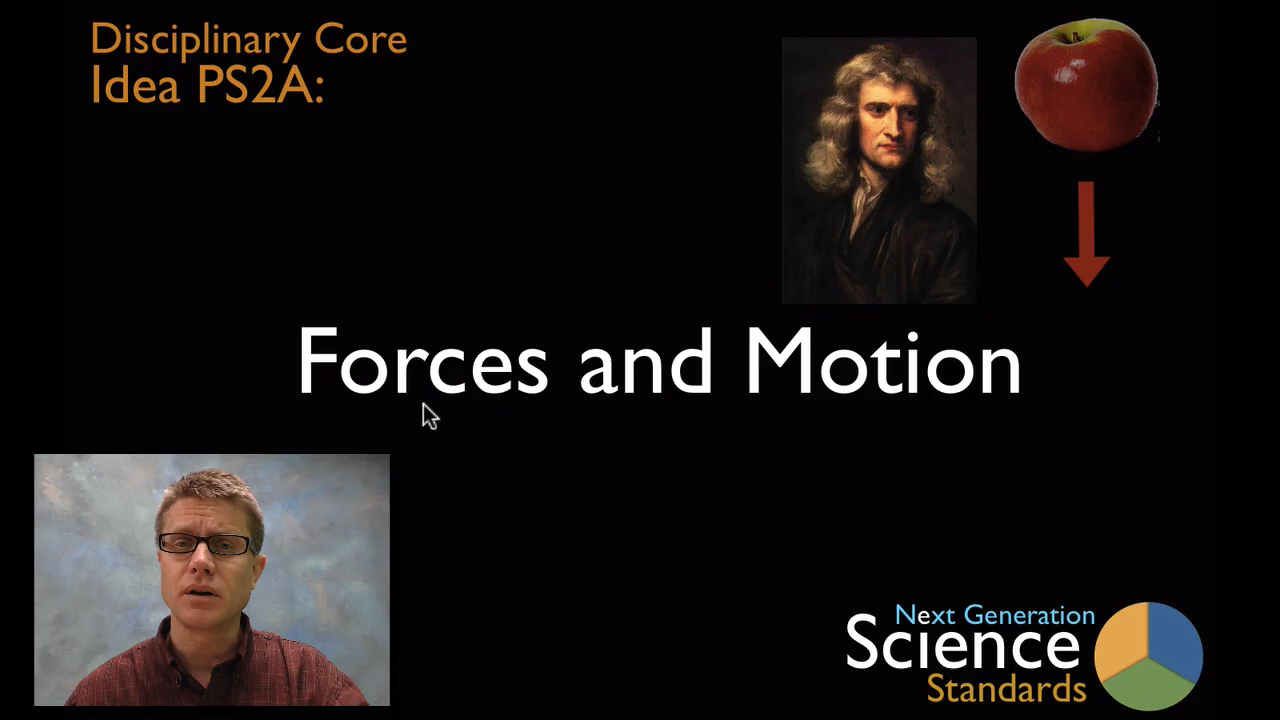 Disciplinary Core
Idea PS2A:
Forces and Motion
Next Generation
Science
Standards